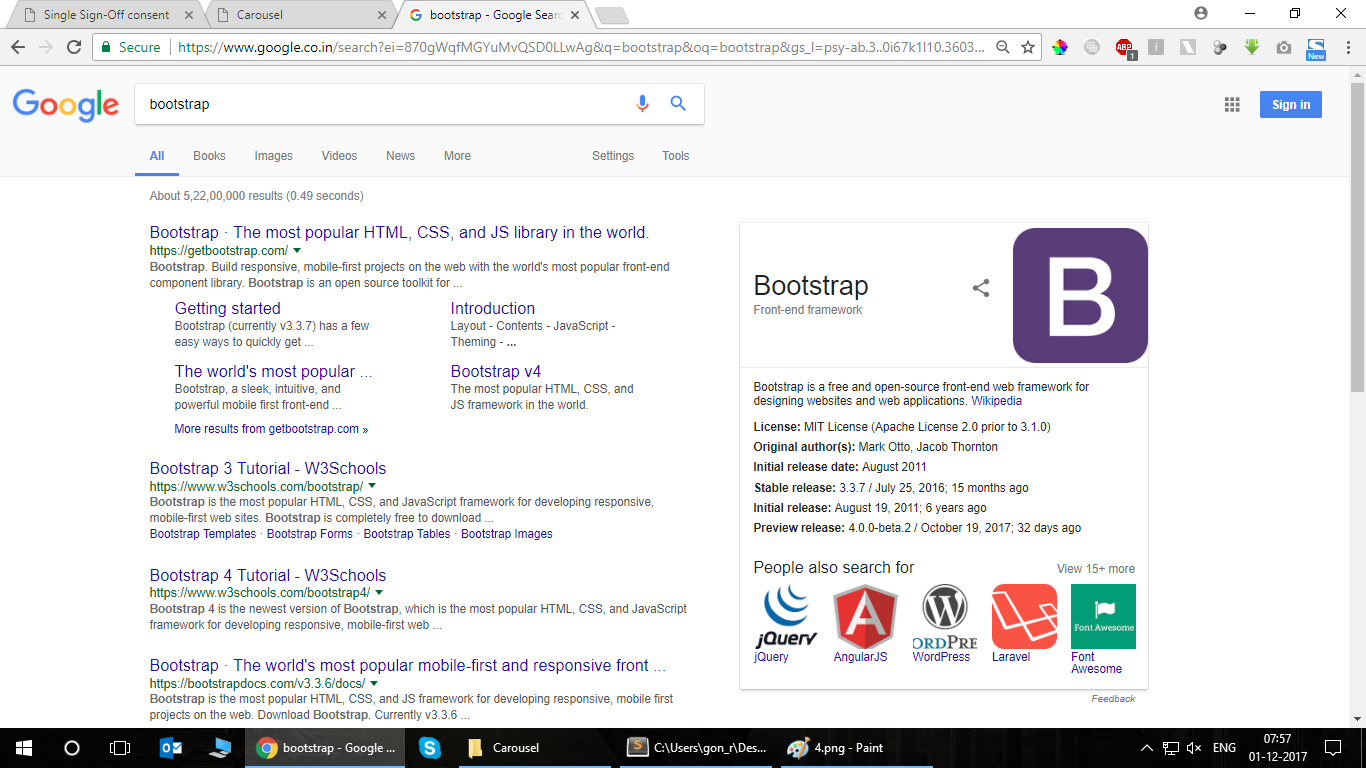 Single Sign-Off consent
Carousel
bootstrap - Google Sear
Secure
https://www.google.co.in/search?ei=870gWqfMGYuMvQSD0LLwAg&q=bootstrap&oq=bootstrap&gs_l=psy-ab.3..0i67k1l10.3603...
ABP
1
New
Google
bootstrap
Sign in
All
Books
Images
Videos
News
More
Settings
Tools
About 5,22,00,000 results (0.49 seconds)
Bootstrap · The most popular HTML, CSS, and JS library in the world.
https://getbootstrap.com/
Bootstrap. Build responsive, mobile-first projects on the web with the world's most popular front-end
component library. Bootstrap is an open source toolkit for ...
Getting started
Bootstrap (currently v3.3.7) has a few
easy ways to quickly get ...
Introduction
Layout - Contents - JavaScript -
Theming - ...
The world's most popular ...
Bootstrap, a sleek, intuitive, and
powerful mobile first front-end ...
Bootstrap v4
The most popular HTML, CSS, and
JS framework in the world.
More results from getbootstrap.com »
Bootstrap 3 Tutorial - W3Schools
https://www.w3schools.com/bootstrap/
Bootstrap is the most popular HTML, CSS, and JavaScript framework for developing responsive,
mobile-first web sites. Bootstrap is completely free to download ...
Bootstrap Templates · Bootstrap Forms · Bootstrap Tables · Bootstrap Images
Bootstrap 4 Tutorial - W3Schools
https://www.w3schools.com/bootstrap4/
Bootstrap 4 is the newest version of Bootstrap, which is the most popular HTML, CSS, and JavaScript
framework for developing responsive, mobile-first web ...
Bootstrap · The world's most popular mobile-first and responsive front ...
https://bootstrapdocs.com/v3.3.6/docs/
Bootstrap is the most popular HTML, CSS, and JS framework for developing responsive, mobile first
projects on the web. Download Bootstrap. Currently v3.3.6 ...
Bootstrap
Front-end framework
B
Bootstrap is a free and open-source front-end web framework for
designing websites and web applications. Wikipedia
License: MIT License (Apache License 2.0 prior to 3.1.0)
Original author(s): Mark Otto, Jacob Thornton
Initial release date: August 2011
Stable release: 3.3.7 / July 25, 2016; 15 months ago
Initial release: August 19, 2011; 6 years ago
Preview release: 4.0.0-beta.2 / October 19, 2017; 32 days ago
People also search for
View 15+ more
jQuery
A
W
ORDPRE
Font Awesome
jQuery
AngularJS
WordPress
Laravel
Font
Awesome
Feedback
bootstrap - Google ...
Carousel
C:\Users\gon_r\Des...
4.png - Paint
ENG
07:57
01-12-2017